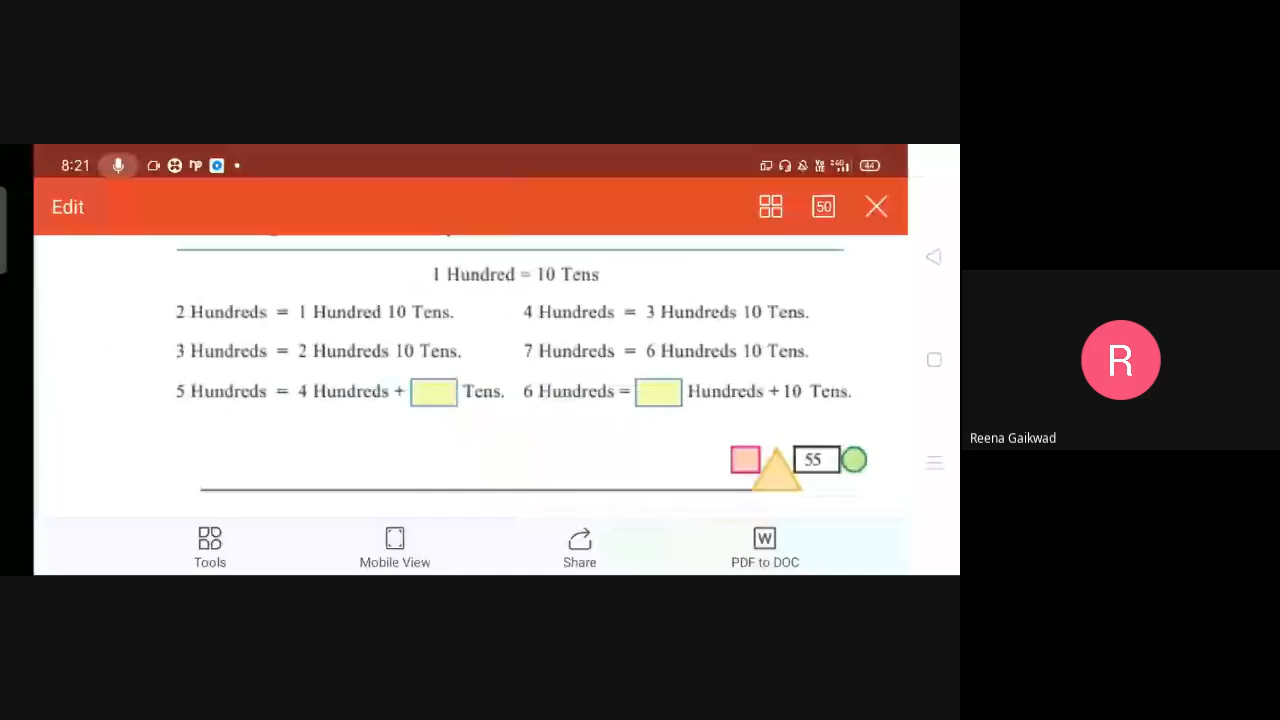 8:21
44
Edit
50
1 Hundred = 10 Tens
2 Hundreds = 1 Hundred 10 Tens. 4 Hundreds = 3 Hundreds 10 Tens.
3 Hundreds = 2 Hundreds 10 Tens. 7 Hundreds = 6 Hundreds 10 Tens.
5 Hundreds = 4 Hundreds + Tens. 6 Hundreds = Hundreds + 10 Tens.
55
R
Reena Gaikwad
Tools Mobile View Share W PDF to DOC